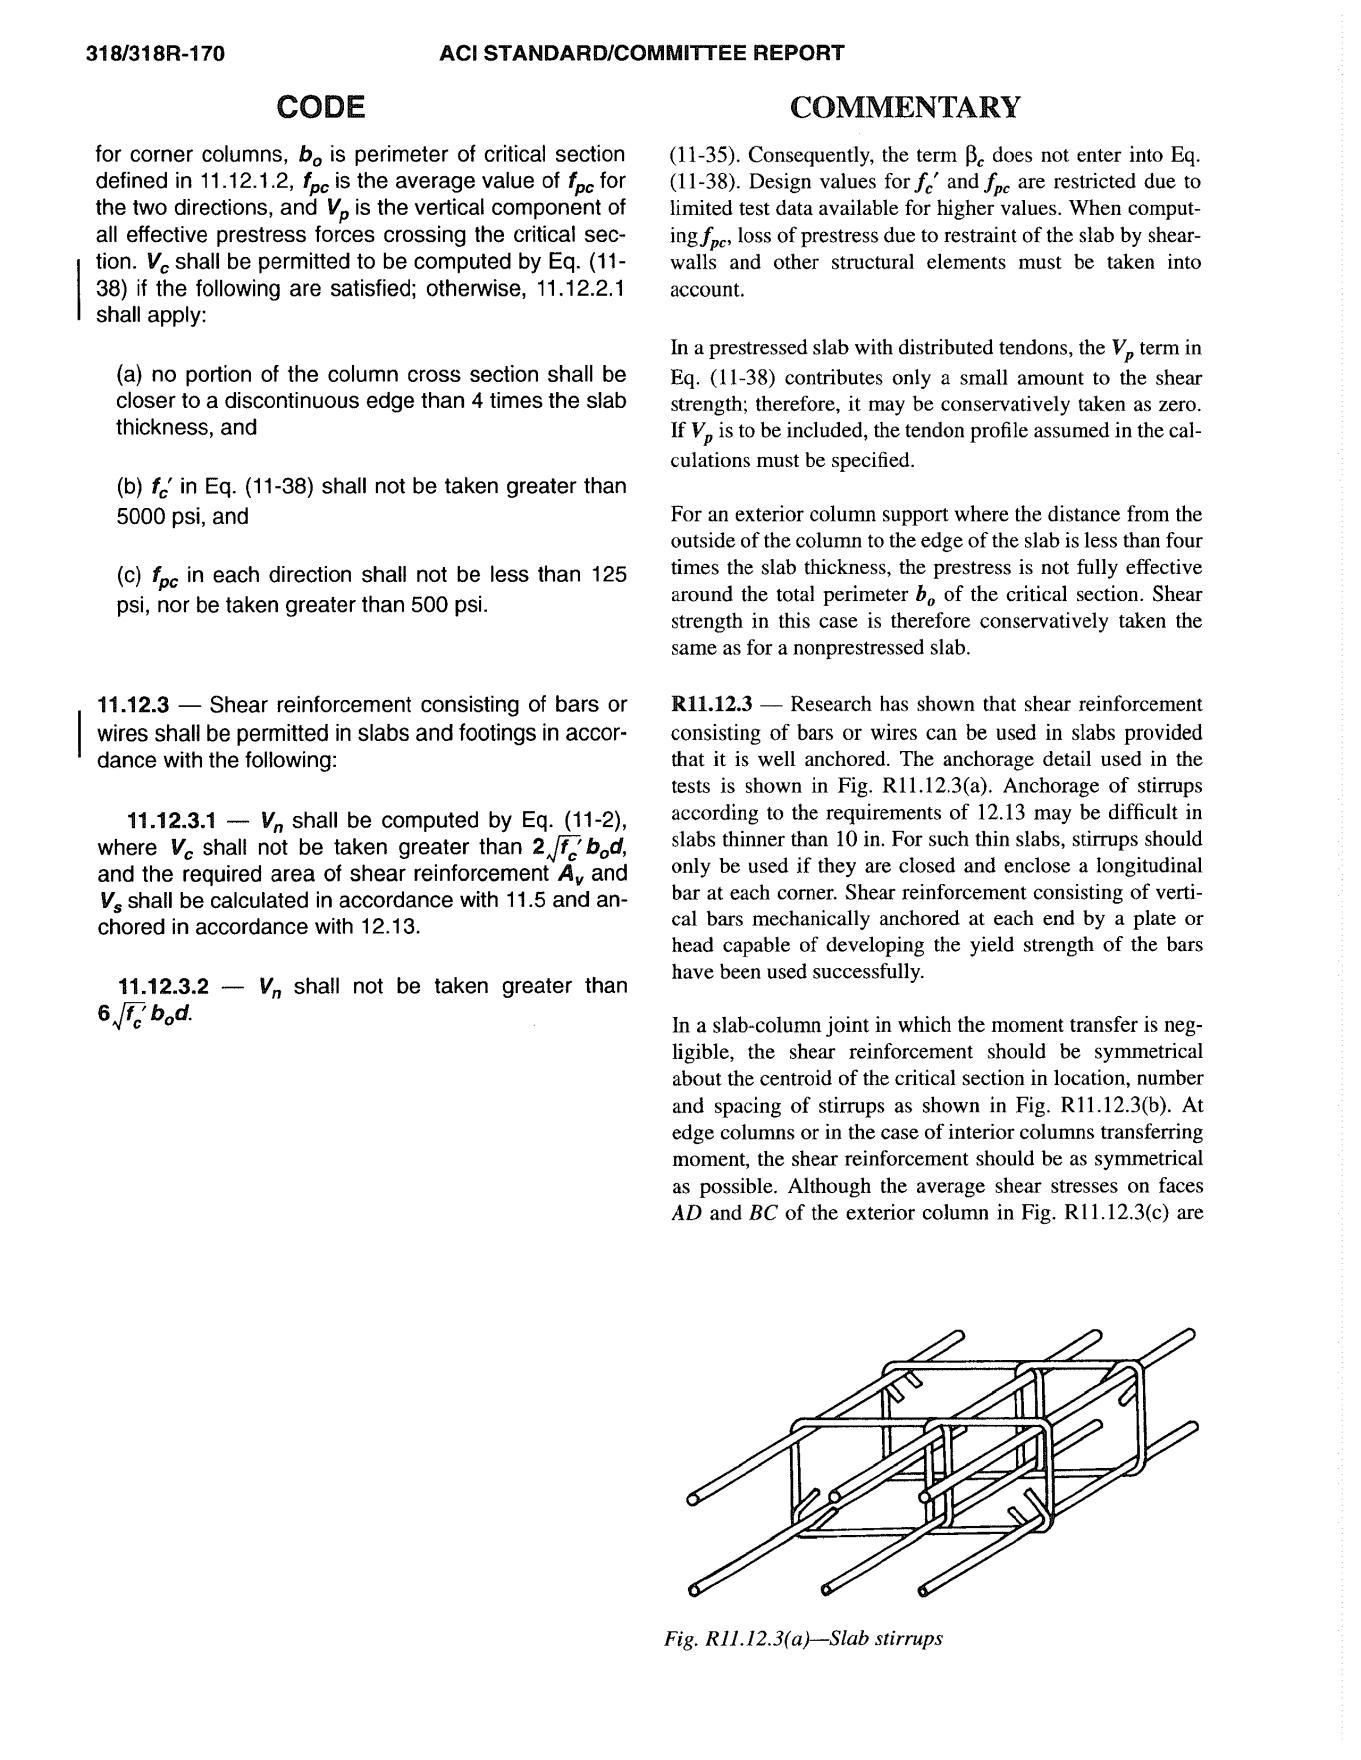 318/318R-170 ACI STANDARD/COMMITTEE REPORT
CODE
for corner columns, bₒ is perimeter of critical section
defined in 11.12.1.2, f_pc is the average value of f_pc for
the two directions, and V_p is the vertical component of
all effective prestress forces crossing the critical sec-
tion. V_c shall be permitted to be computed by Eq. (11-
38) if the following are satisfied; otherwise, 11.12.2.1
shall apply:
(a) no portion of the column cross section shall be
closer to a discontinuous edge than 4 times the slab
thickness, and
(b) f_c′ in Eq. (11-38) shall not be taken greater than
5000 psi, and
(c) f_pc in each direction shall not be less than 125
psi, nor be taken greater than 500 psi.
11.12.3 — Shear reinforcement consisting of bars or
wires shall be permitted in slabs and footings in accor-
dance with the following:
11.12.3.1 — V_n shall be computed by Eq. (11-2),
where V_c shall not be taken greater than 2√f_c′ bₒd,
and the required area of shear reinforcement A_v and
V_s shall be calculated in accordance with 11.5 and an-
chored in accordance with 12.13.
11.12.3.2 — V_n shall not be taken greater than
6√f_c′ bₒd.
COMMENTARY
(11-35). Consequently, the term β_c does not enter into Eq.
(11-38). Design values for f_c′ and f_pc are restricted due to
limited test data available for higher values. When comput-
ing f_pc, loss of prestress due to restraint of the slab by shear-
walls and other structural elements must be taken into
account.
In a prestressed slab with distributed tendons, the V_p term in
Eq. (11-38) contributes only a small amount to the shear
strength; therefore, it may be conservatively taken as zero.
If V_p is to be included, the tendon profile assumed in the cal-
culations must be specified.
For an exterior column support where the distance from the
outside of the column to the edge of the slab is less than four
times the slab thickness, the prestress is not fully effective
around the total perimeter bₒ of the critical section. Shear
strength in this case is therefore conservatively taken the
same as for a nonprestressed slab.
R11.12.3 — Research has shown that shear reinforcement
consisting of bars or wires can be used in slabs provided
that it is well anchored. The anchorage detail used in the
tests is shown in Fig. R11.12.3(a). Anchorage of stirrups
according to the requirements of 12.13 may be difficult in
slabs thinner than 10 in. For such thin slabs, stirrups should
only be used if they are closed and enclose a longitudinal
bar at each corner. Shear reinforcement consisting of verti-
cal bars mechanically anchored at each end by a plate or
head capable of developing the yield strength of the bars
have been used successfully.
In a slab-column joint in which the moment transfer is neg-
ligible, the shear reinforcement should be symmetrical
about the centroid of the critical section in location, number
and spacing of stirrups as shown in Fig. R11.12.3(b). At
edge columns or in the case of interior columns transferring
moment, the shear reinforcement should be as symmetrical
as possible. Although the average shear stresses on faces
AD and BC of the exterior column in Fig. R11.12.3(c) are
Fig. R11.12.3(a)—Slab stirrups